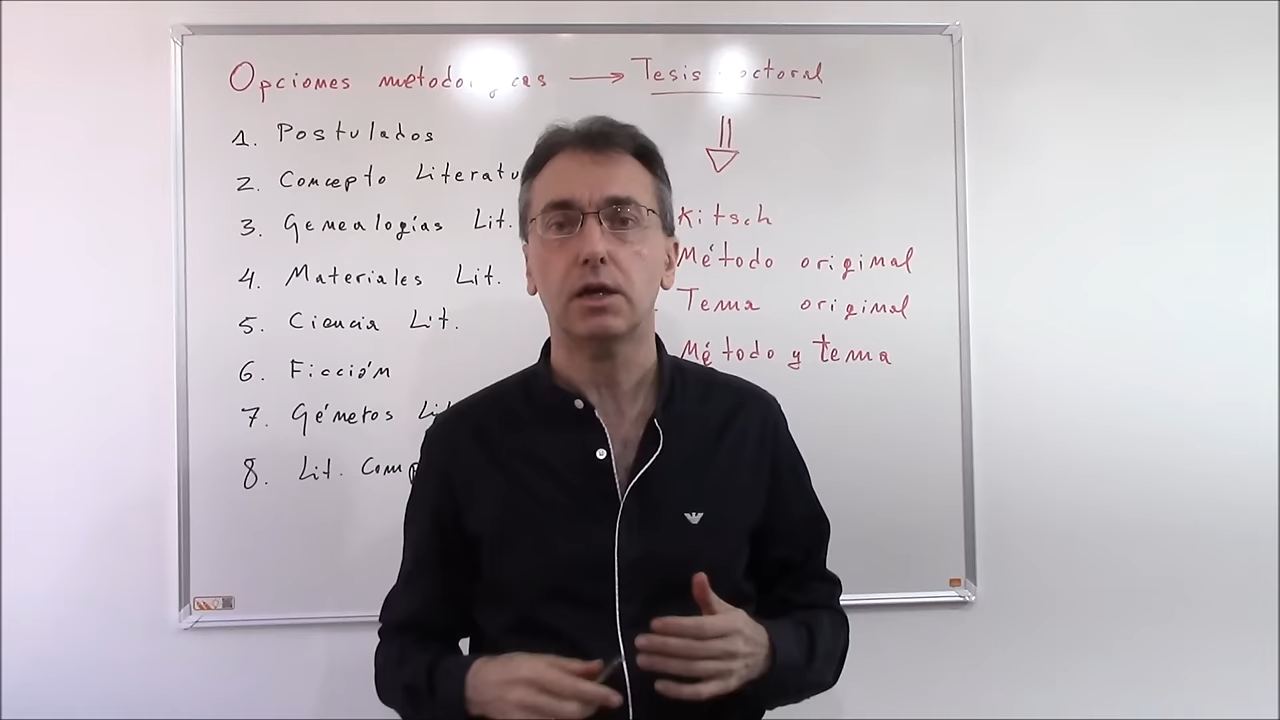 Opciones → Tesis
1. Postulados
2. Concepto
3. Genealogías Lit.
4. Materiales Lit.
5. Ciencia Lit.
6. Ficción
7. Géneros
8. Lit.
Kitsch
Método original
Tema original
Método y tema